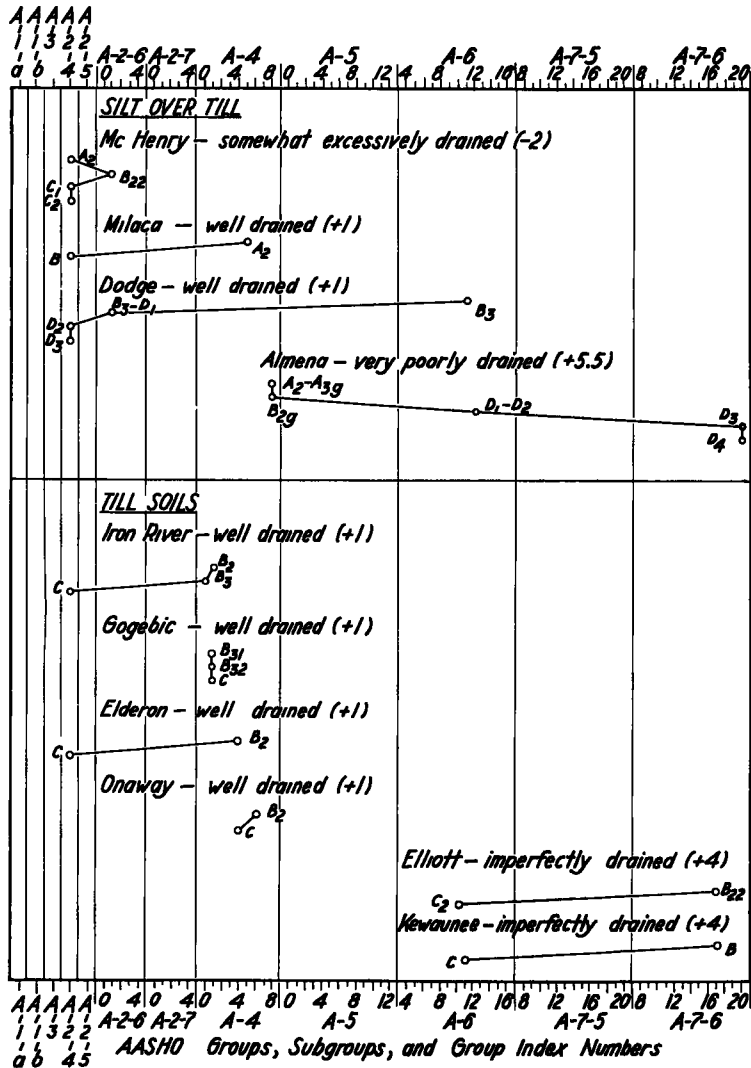 A-1-a A-1-b A-3 A-2-4 A-2-5 A-2-6 A-2-7 A-4 A-5 A-6 A-7-5 A-7-6
0 4 0 4 0 4 8 0 4 8 12 4 8 12 16 8 12 16 20 8 12 16 20
SILT OVER TILL
Mc Henry – somewhat excessively drained (-2)
A2
B22
C1
C2
Milaca – well drained (+1)
A2
B
Dodge – well drained (+1)
B3
B3-D1
D2
D3
Almena – very poorly drained (+5.5)
A2-A3g
B2g
D1-D2
D3
D4
TILL SOILS
Iron River – well drained (+1)
B2
B3
C
Gogebic – well drained (+1)
B31
B32
C
Elderon – well drained (+1)
B2
C
Onaway – well drained (+1)
B2
C
Elliott – imperfectly drained (+4)
B22
C2
Kewaunee – imperfectly drained (+4)
B
C
0 4 0 4 0 4 8 0 4 8 12 4 8 12 16 8 12 16 20 8 12 16 20
A-1-a A-1-b A-3 A-2-4 A-2-5 A-2-6 A-2-7 A-4 A-5 A-6 A-7-5 A-7-6
AASHO Groups, Subgroups, and Group Index Numbers